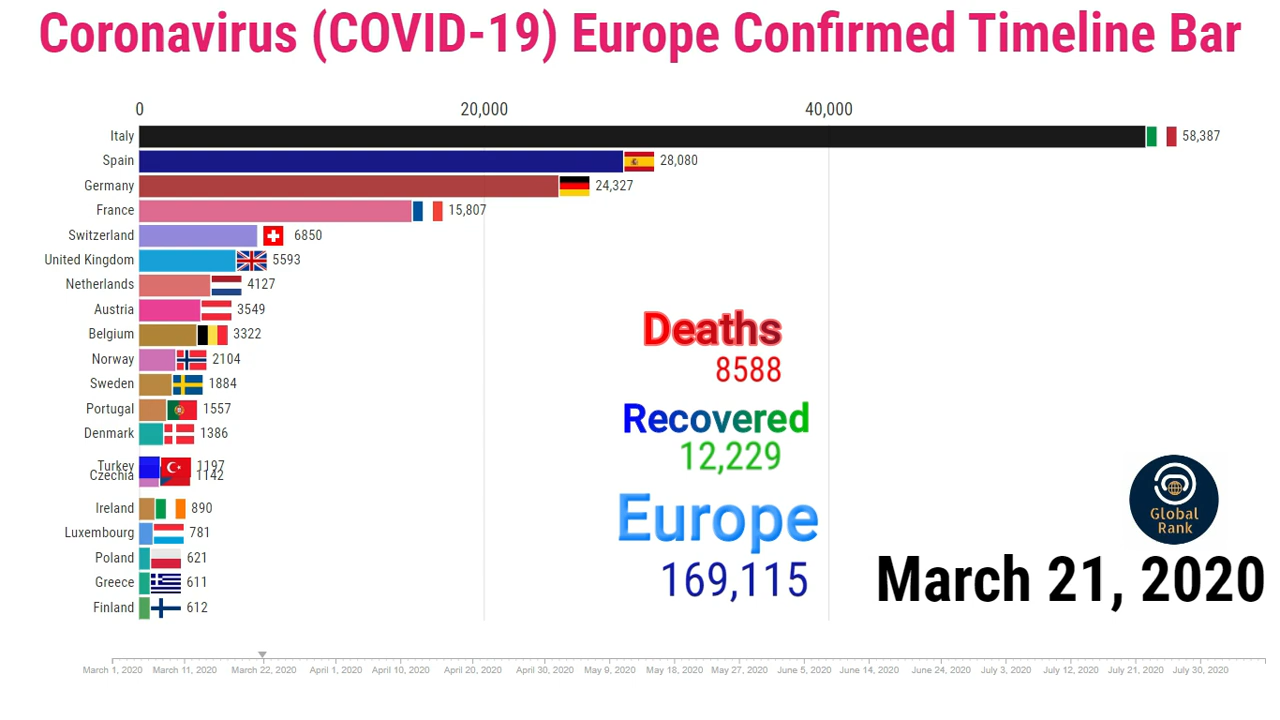 Coronavirus (COVID-19) Europe Confirmed Timeline Bar
0 20,000 40,000
Italy 58,387
Spain 28,080
Germany 24,327
France 15,807
Switzerland 6850
United Kingdom 5593
Netherlands 4127
Austria 3549
Belgium 3322
Norway 2104
Sweden 1884
Portugal 1557
Denmark 1386
Turkey 1197
Czechia 1142
Ireland 890
Luxembourg 781
Poland 621
Greece 611
Finland 612
Deaths
8588
Recovered
12,229
Europe
169,115
Global
Rank
March 21, 2020
March 1, 2020 March 11, 2020 March 22, 2020 April 1, 2020 April 10, 2020 April 20, 2020 April 30, 2020 May 9, 2020 May 18, 2020 May 27, 2020 June 5, 2020 June 14, 2020 June 24, 2020 July 3, 2020 July 12, 2020 July 21, 2020 July 30, 2020